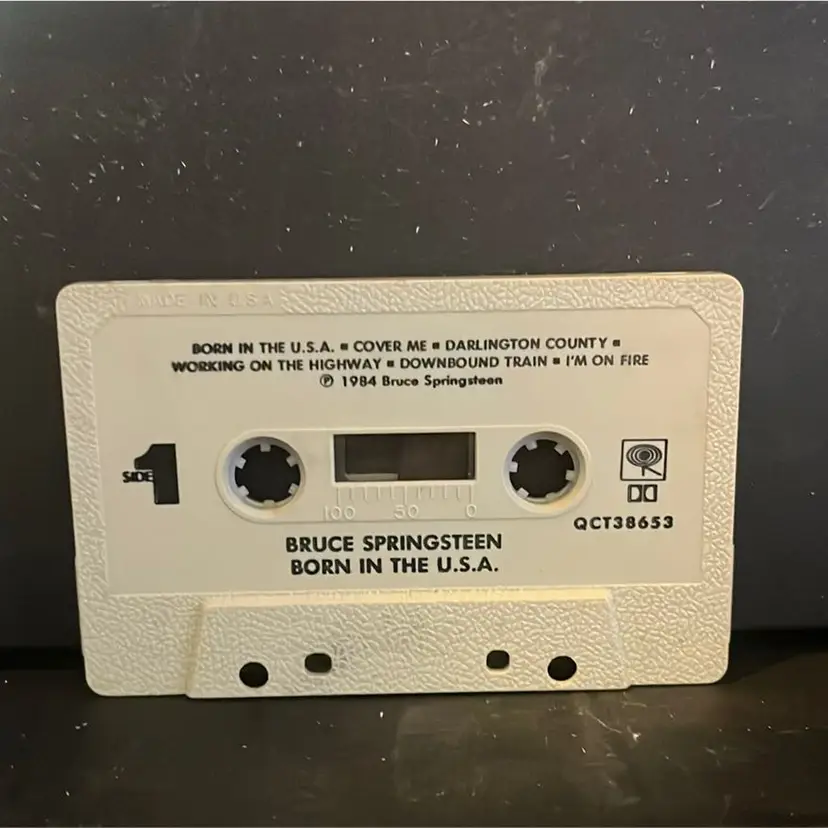 MADE IN U.S.A.
BORN IN THE U.S.A. ▪ COVER ME ▪ DARLINGTON COUNTY ▪
WORKING ON THE HIGHWAY ▪ DOWNBOUND TRAIN ▪ I'M ON FIRE
Ⓟ 1984 Bruce Springsteen
SIDE 1
100 50 0
QCT38653
BRUCE SPRINGSTEEN
BORN IN THE U.S.A.